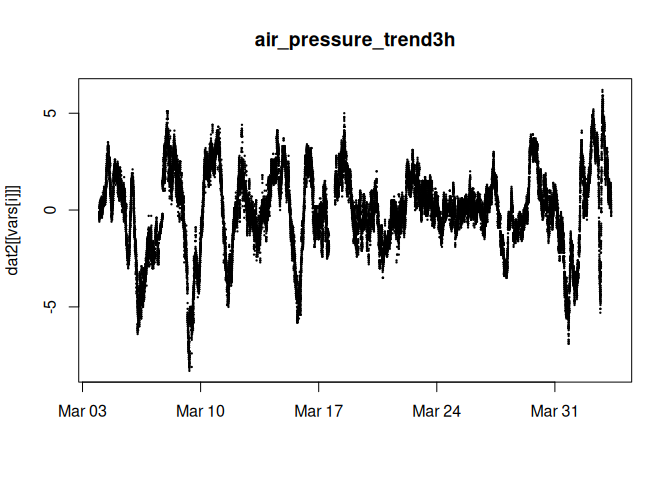 air_pressure_trend3h
dat2[[vars[i]]]
5
0
-5
Mar 03
Mar 10
Mar 17
Mar 24
Mar 31